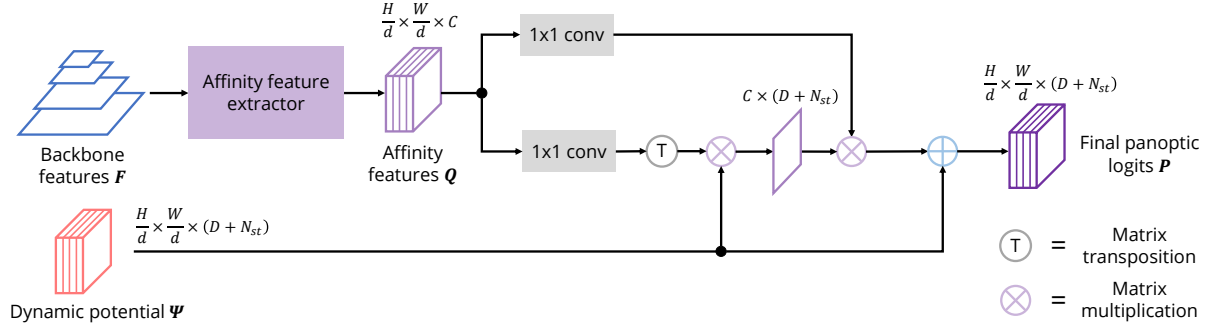 H/d × W/d × C
1x1 conv
Affinity feature
extractor
H/d × W/d × (D + N_st)
C × (D + N_st)
1x1 conv
T
Backbone
features F
Affinity
features Q
Final panoptic
logits P
H/d × W/d × (D + N_st)
T = Matrix
transposition
Dynamic potential Ψ
= Matrix
multiplication